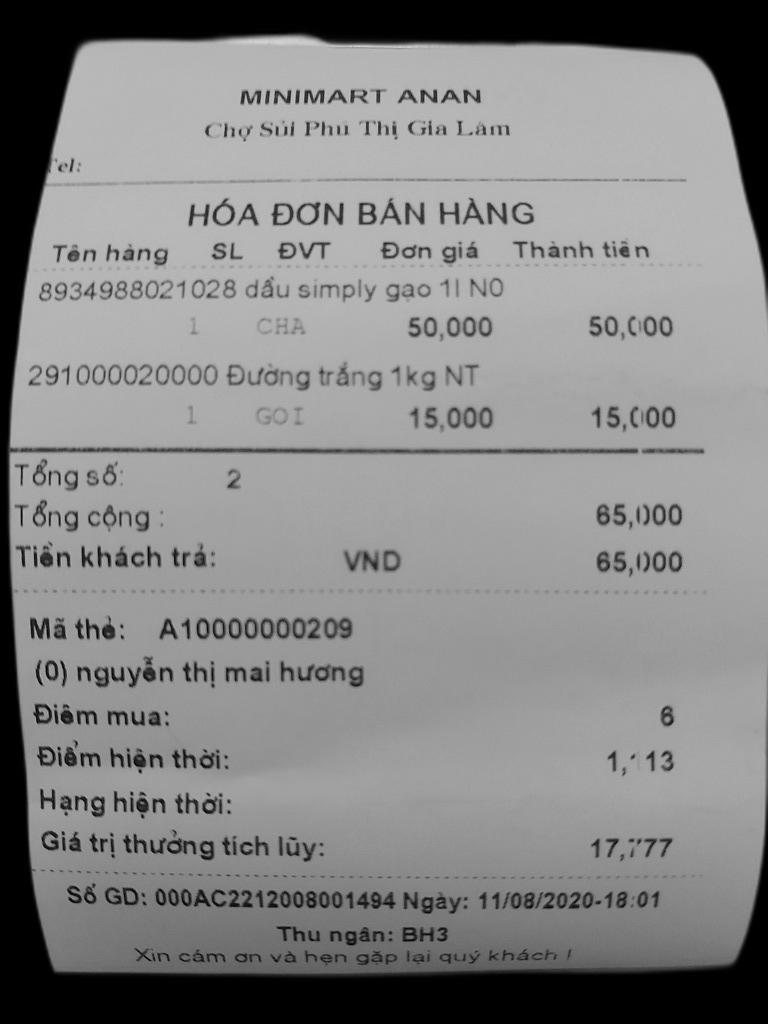 MINIMART ANAN
Chợ Sủi Phú Thị Gia Lâm
Tel:
HÓA ĐƠN BÁN HÀNG
Tên hàng SL ĐVT Đơn giá Thành tiền
8934988021028 dầu simply gạo 1l N0
1 CHA 50,000 50,000
291000020000 Đường trắng 1kg NT
1 GOI 15,000 15,000
Tổng số: 2
Tổng cộng : 65,000
Tiền khách trả: VND 65,000
Mã thẻ: A10000000209
(0) nguyễn thị mai hương
Điểm mua: 6
Điểm hiện thời: 1,113
Hạng hiện thời:
Giá trị thưởng tích lũy: 17,777
Số GD: 000AC2212008001494 Ngày: 11/08/2020-18:01
Thu ngân: BH3
Xin cám ơn và hẹn gặp lại quý khách !